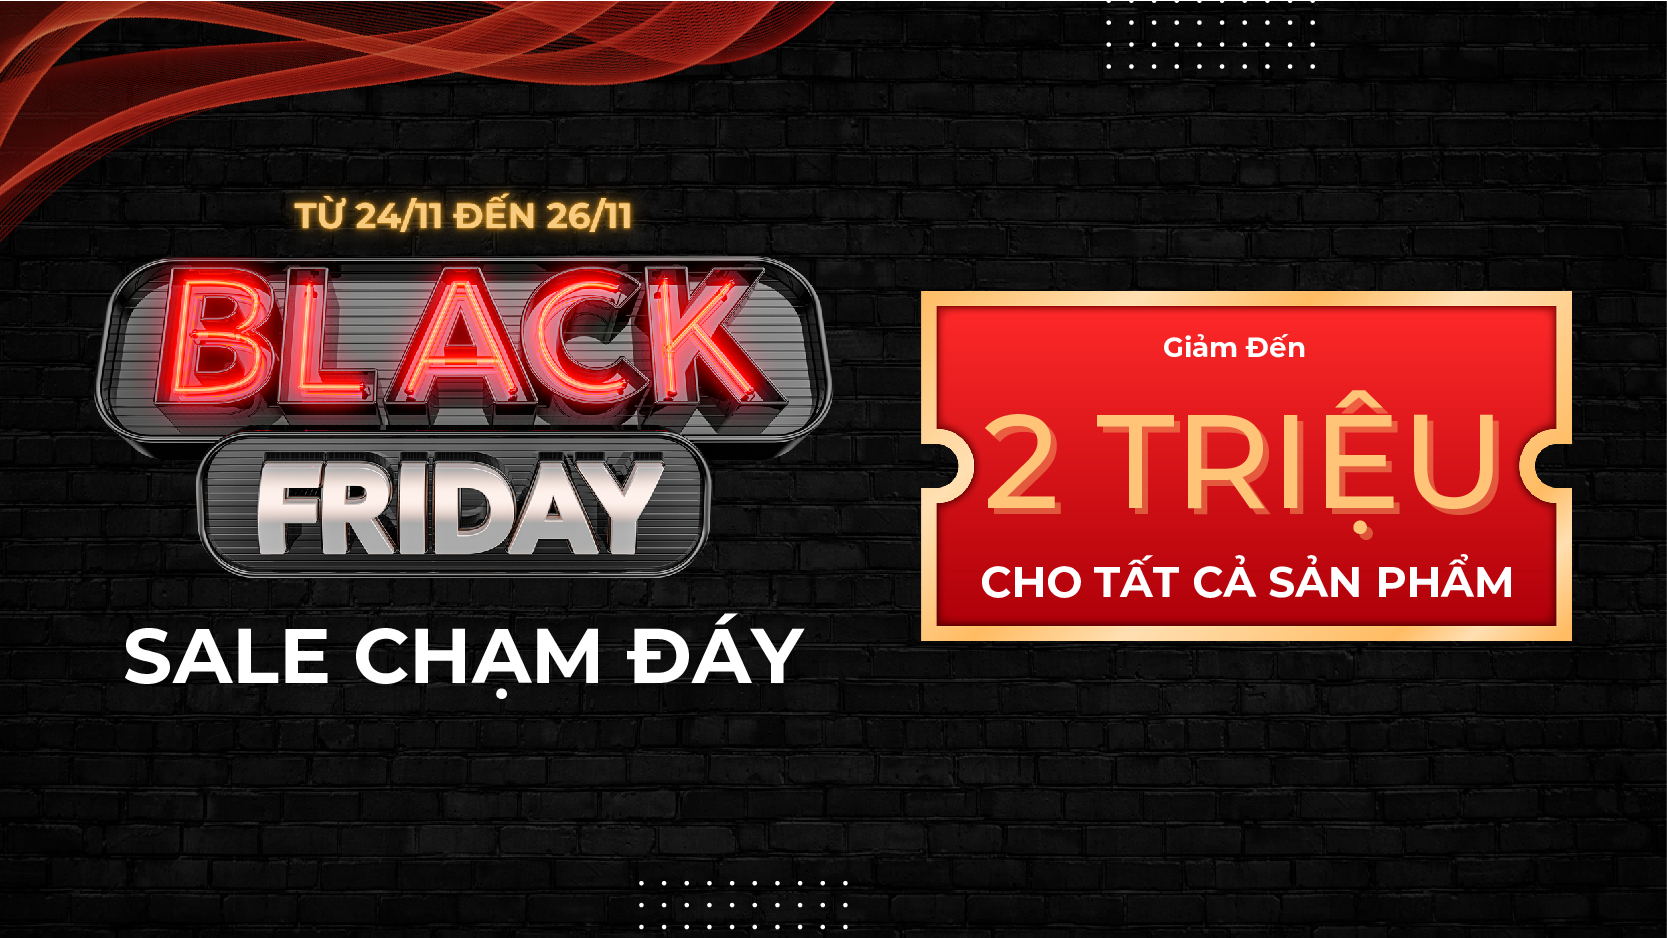 TỪ 24/11 ĐẾN 26/11
BLACK
FRIDAY
SALE CHẠM ĐÁY
Giảm Đến
2 TRIỆU
CHO TẤT CẢ SẢN PHẨM